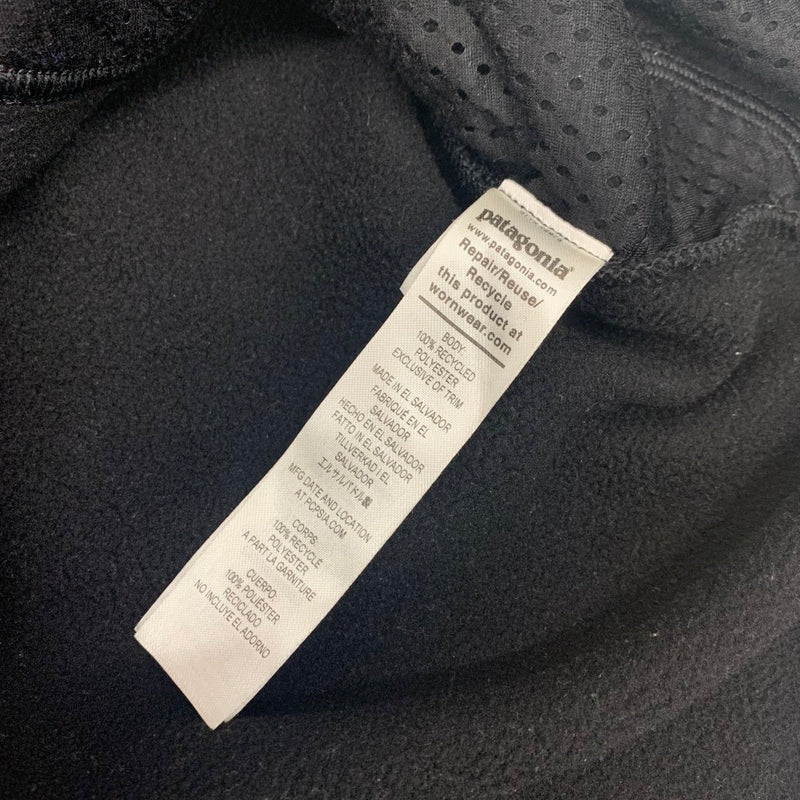 patagonia®
www.patagonia.com
Repair/Reuse/
Recycle
this product at
wornwear.com
BODY:
100% RECYCLED
POLYESTER
EXCLUSIVE OF TRIM
MADE IN EL SALVADOR
FABRIQUÉ EN EL
SALVADOR
HECHO EN EL SALVADOR
FATTO IN EL SALVADOR
TILLVERKAD I EL
SALVADOR
エルサルバドル製
MFG DATE AND LOCATION
AT PCPSIA.COM
CORPS:
100% RECYCLÉ
POLYESTER
A PART LA GARNITURE
CUERPO:
100% POLIÉSTER
RECICLADO
NO INCLUYE EL ADORNO